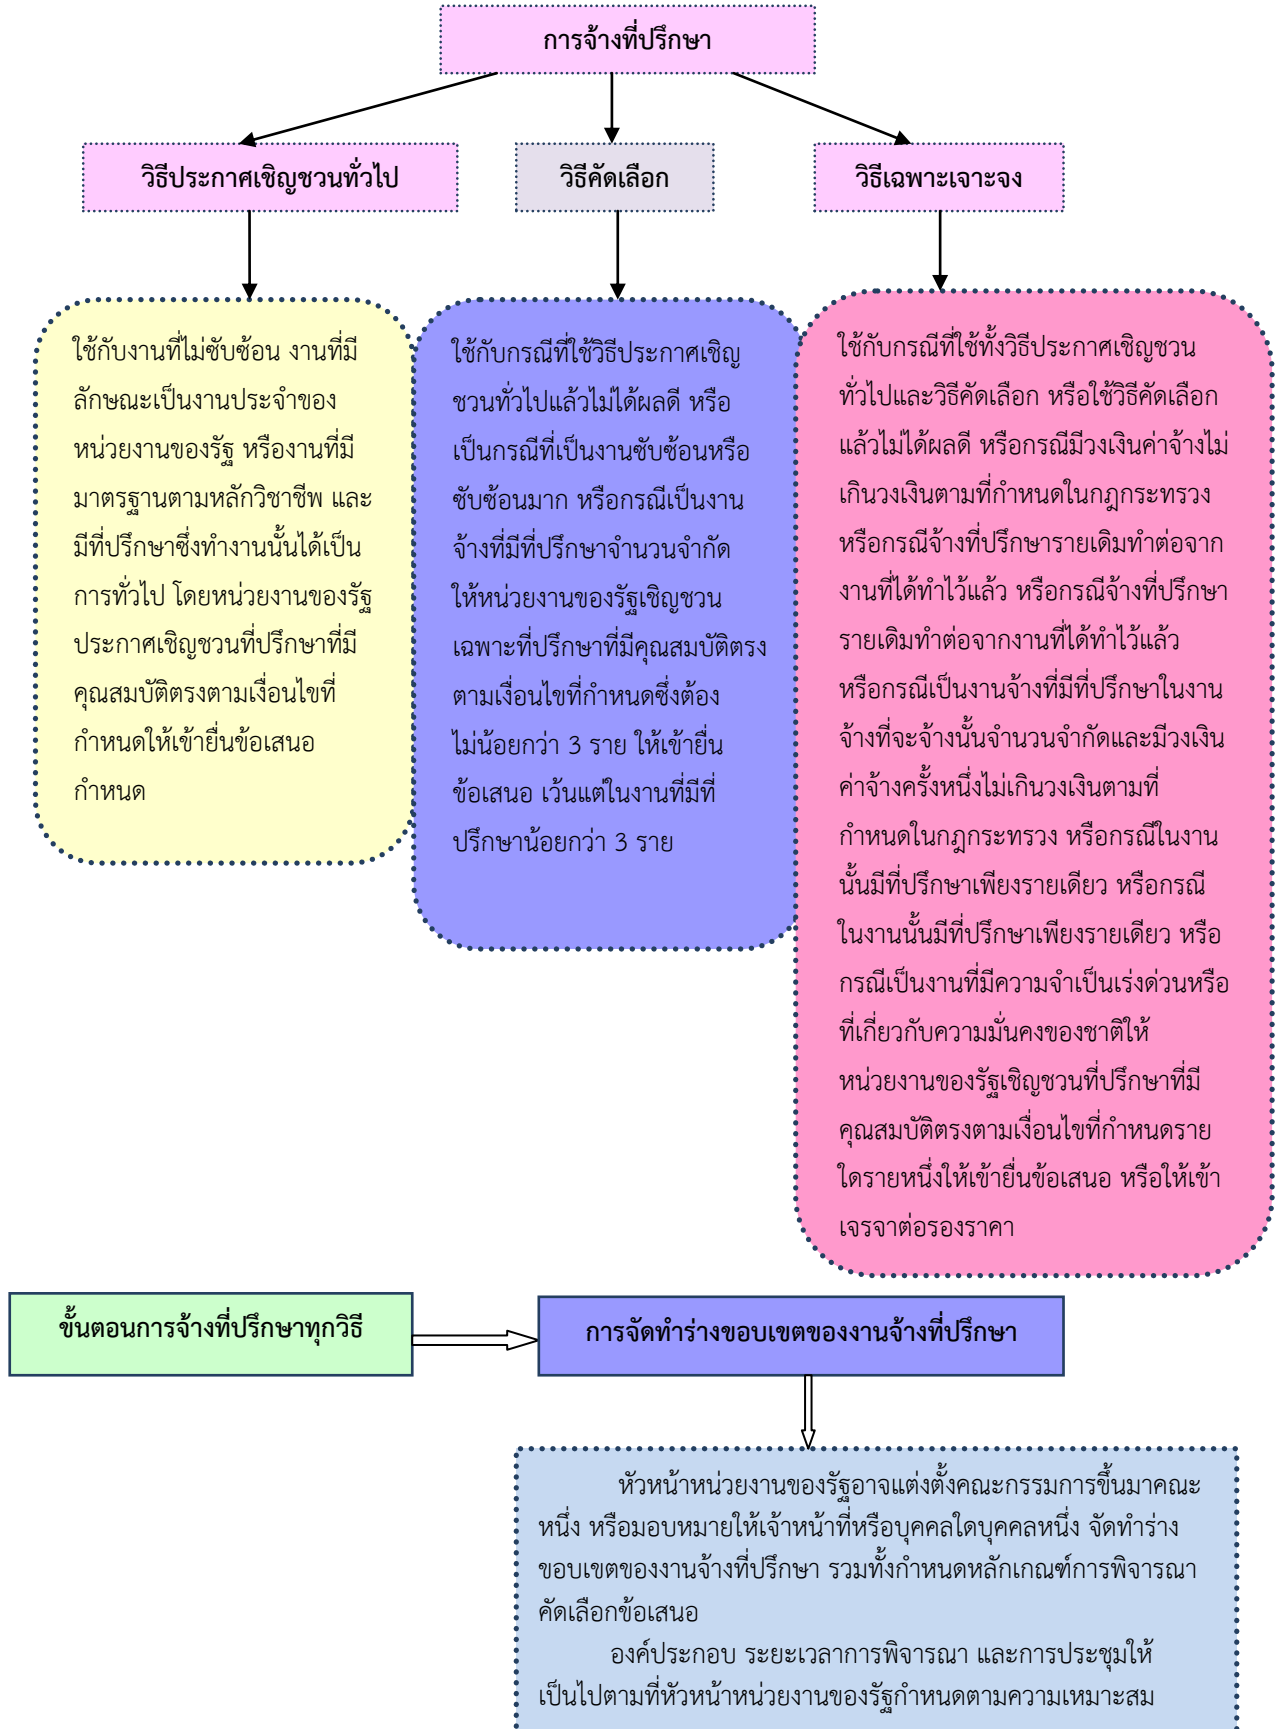 การจ้างที่ปรึกษา
วิธีประกาศเชิญชวนทั่วไป
วิธีคัดเลือก
วิธีเฉพาะเจาะจง
ใช้กับงานที่ไม่ซับซ้อน งานที่มี
ลักษณะเป็นงานประจำของ
หน่วยงานของรัฐ หรืองานที่มี
มาตรฐานตามหลักวิชาชีพ และ
มีที่ปรึกษาซึ่งทำงานนั้นได้เป็น
การทั่วไป โดยหน่วยงานของรัฐ
ประกาศเชิญชวนที่ปรึกษาที่มี
คุณสมบัติตรงตามเงื่อนไขที่
กำหนดให้เข้ายื่นข้อเสนอ
กำหนด
ใช้กับกรณีที่ใช้วิธีประกาศเชิญ
ชวนทั่วไปแล้วไม่ได้ผลดี หรือ
เป็นกรณีที่เป็นงานซับซ้อนหรือ
ซับซ้อนมาก หรือกรณีเป็นงาน
จ้างที่มีที่ปรึกษาจำนวนจำกัด
ให้หน่วยงานของรัฐเชิญชวน
เฉพาะที่ปรึกษาที่มีคุณสมบัติตรง
ตามเงื่อนไขที่กำหนดซึ่งต้อง
ไม่น้อยกว่า 3 ราย ให้เข้ายื่น
ข้อเสนอ เว้นแต่ในงานที่มีที่
ปรึกษาน้อยกว่า 3 ราย
ใช้กับกรณีที่ใช้ทั้งวิธีประกาศเชิญชวน
ทั่วไปและวิธีคัดเลือก หรือใช้วิธีคัดเลือก
แล้วไม่ได้ผลดี หรือกรณีมีวงเงินค่าจ้างไม่
เกินวงเงินตามที่กำหนดในกฎกระทรวง
หรือกรณีจ้างที่ปรึกษารายเดิมทำต่อจาก
งานที่ได้ทำไว้แล้ว หรือกรณีจ้างที่ปรึกษา
รายเดิมทำต่อจากงานที่ได้ทำไว้แล้ว
หรือกรณีเป็นงานจ้างที่มีที่ปรึกษาในงาน
จ้างที่จะจ้างนั้นจำนวนจำกัดและมีวงเงิน
ค่าจ้างครั้งหนึ่งไม่เกินวงเงินตามที่
กำหนดในกฎกระทรวง หรือกรณีในงาน
นั้นมีที่ปรึกษาเพียงรายเดียว หรือกรณี
ในงานนั้นมีที่ปรึกษาเพียงรายเดียว หรือ
กรณีเป็นงานที่มีความจำเป็นเร่งด่วนหรือ
ที่เกี่ยวกับความมั่นคงของชาติให้
หน่วยงานของรัฐเชิญชวนที่ปรึกษาที่มี
คุณสมบัติตรงตามเงื่อนไขที่กำหนดราย
ใดรายหนึ่งให้เข้ายื่นข้อเสนอ หรือให้เข้า
เจรจาต่อรองราคา
ขั้นตอนการจ้างที่ปรึกษาทุกวิธี
การจัดทำร่างขอบเขตของงานจ้างที่ปรึกษา
หัวหน้าหน่วยงานของรัฐอาจแต่งตั้งคณะกรรมการขึ้นมาคณะ
หนึ่ง หรือมอบหมายให้เจ้าหน้าที่หรือบุคคลใดบุคคลหนึ่ง จัดทำร่าง
ขอบเขตของงานจ้างที่ปรึกษา รวมทั้งกำหนดหลักเกณฑ์การพิจารณา
คัดเลือกข้อเสนอ
องค์ประกอบ ระยะเวลาการพิจารณา และการประชุมให้
เป็นไปตามที่หัวหน้าหน่วยงานของรัฐกำหนดตามความเหมาะสม